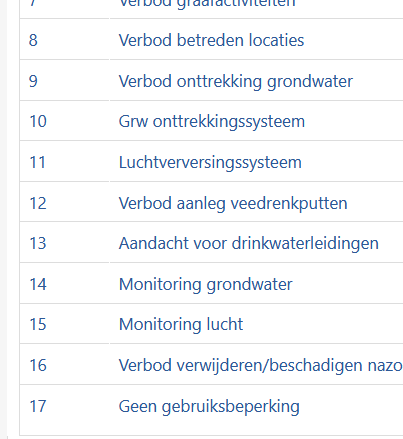 7 Verbod graafactiviteiten
8 Verbod betreden locaties
9 Verbod onttrekking grondwater
10 Grw onttrekkingssysteem
11 Luchtverversingssysteem
12 Verbod aanleg veedrenkputten
13 Aandacht voor drinkwaterleidingen
14 Monitoring grondwater
15 Monitoring lucht
16 Verbod verwijderen/beschadigen nazo
17 Geen gebruiksbeperking